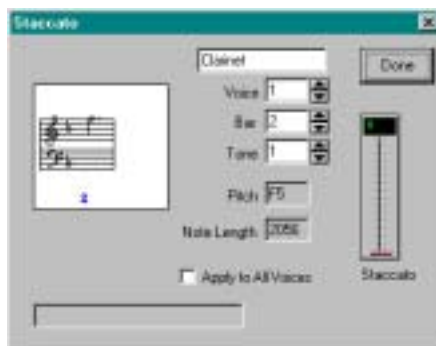 Staccato
Clarinet
Done
Voice 1
Bar 2
Tone 1
Pitch F5
Note Length 2056
Apply to All Voices
Staccato